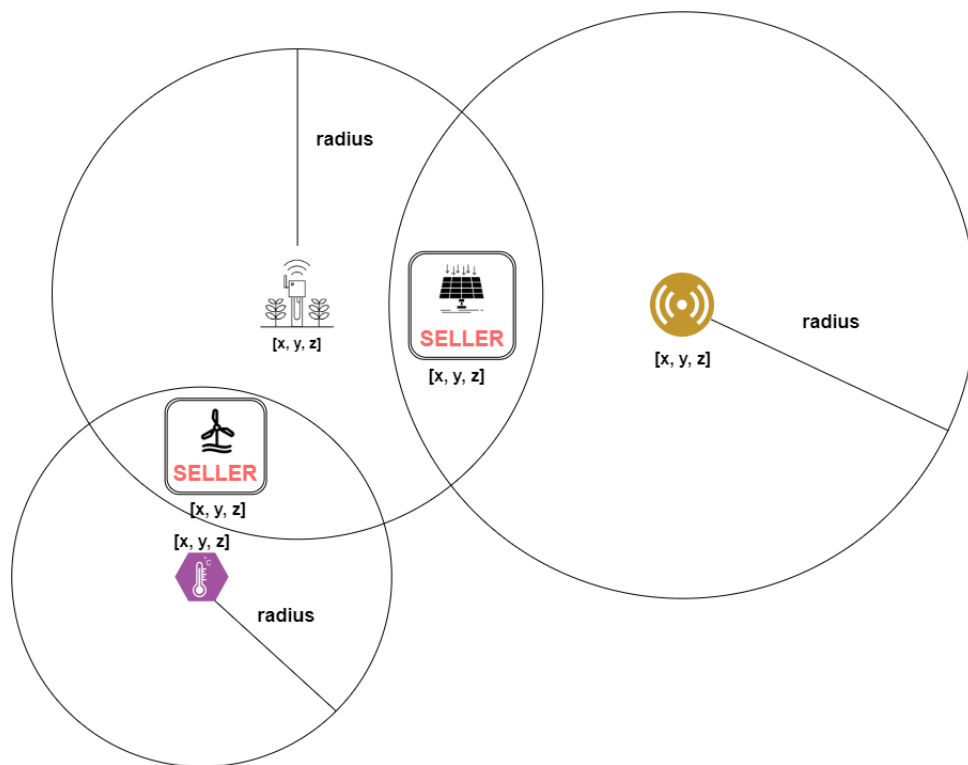 radius
radius
[x, y, z]
SELLER
[x, y, z]
[x, y, z]
SELLER
[x, y, z]
[x, y, z]
°C
radius